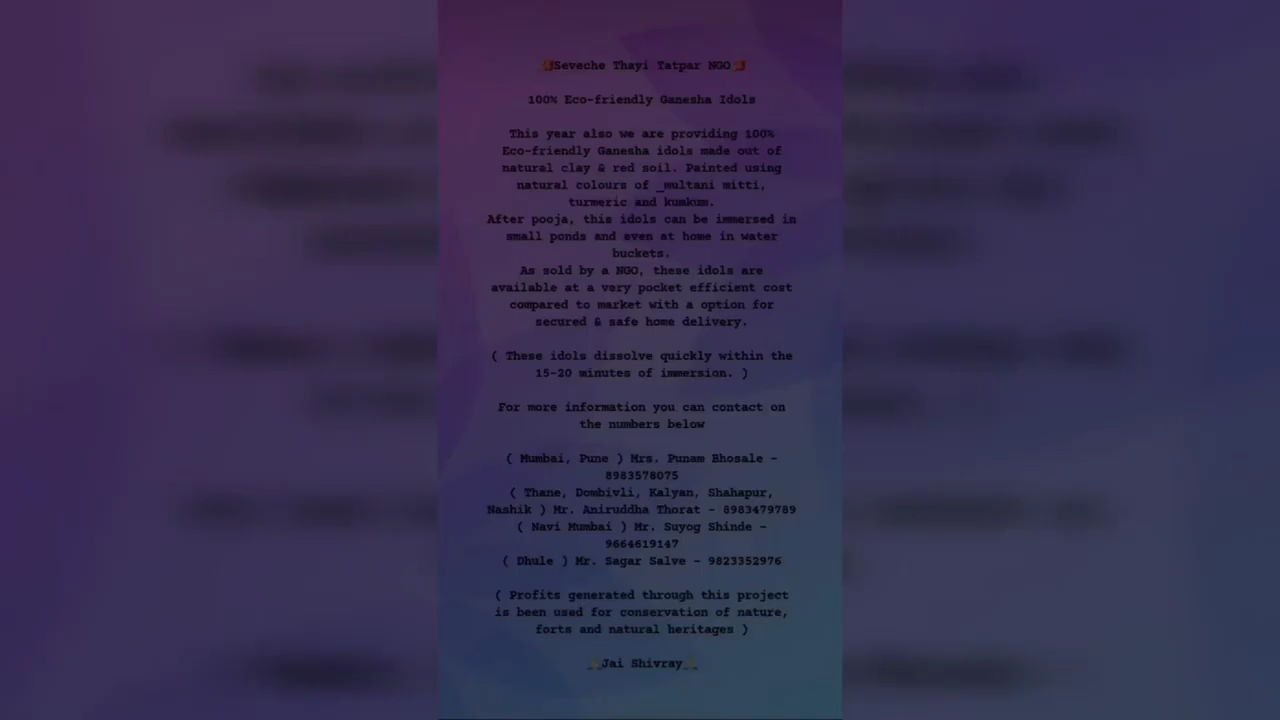 Seveche Thayi Tatpar NGO
100% Eco-friendly Ganesha Idols
This year also we are providing 100%
Eco-friendly Ganesha idols made out of
natural clay & red soil. Painted using
natural colours of _multani mitti,
turmeric and kumkum.
After pooja, this idols can be immersed in
small ponds and even at home in water
buckets.
As sold by a NGO, these idols are
available at a very pocket efficient cost
compared to market with a option for
secured & safe home delivery.
( These idols dissolve quickly within the
15-20 minutes of immersion. )
For more information you can contact on
the numbers below
( Mumbai, Pune ) Mrs. Punam Bhosale -
8983578075
( Thane, Dombivli, Kalyan, Shahapur,
Nashik ) Mr. Aniruddha Thorat - 8983479789
( Navi Mumbai ) Mr. Suyog Shinde -
9664619147
( Dhule ) Mr. Sagar Salve - 9823352976
( Profits generated through this project
is been used for conservation of nature,
forts and natural heritages )
Jai Shivray